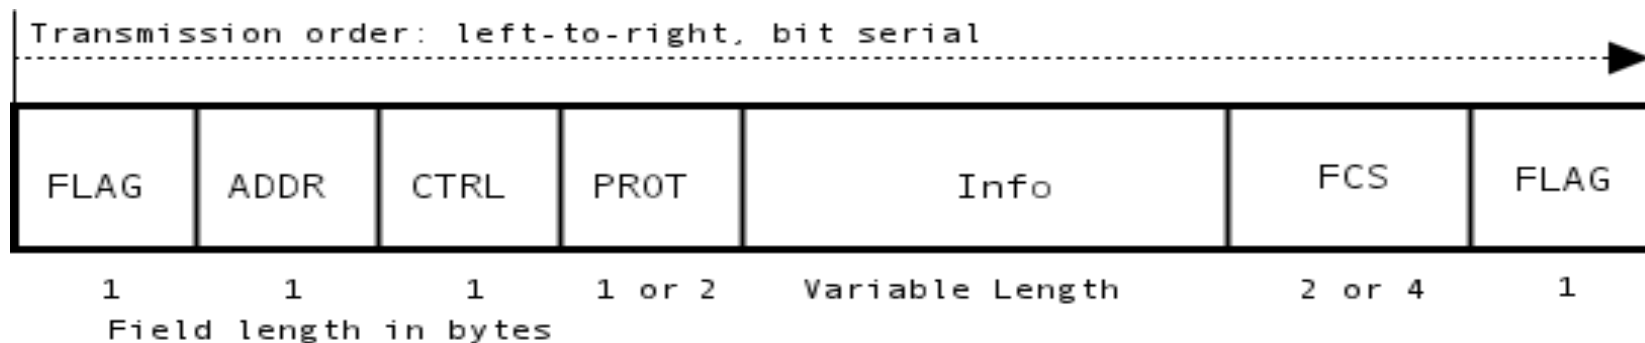 Transmission order: left-to-right, bit serial
FLAG ADDR CTRL PROT Info FCS FLAG
1 1 1 1 or 2 Variable Length 2 or 4 1
Field length in bytes